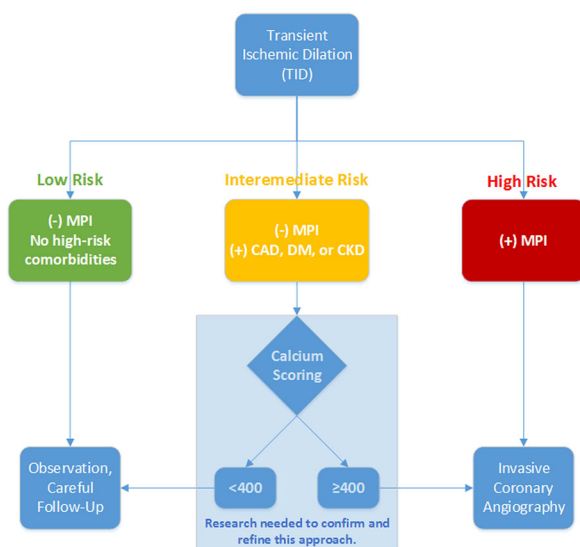 Transient
Ischemic Dilation
(TID)
Low Risk
Interemediate Risk
High Risk
(-) MPI
No high-risk
comorbidities
(-) MPI
(+) CAD, DM, or CKD
(+) MPI
Calcium
Scoring
Observation,
Careful
Follow-Up
<400
≥400
Invasive
Coronary
Angiography
Research needed to confirm and
refine this approach.